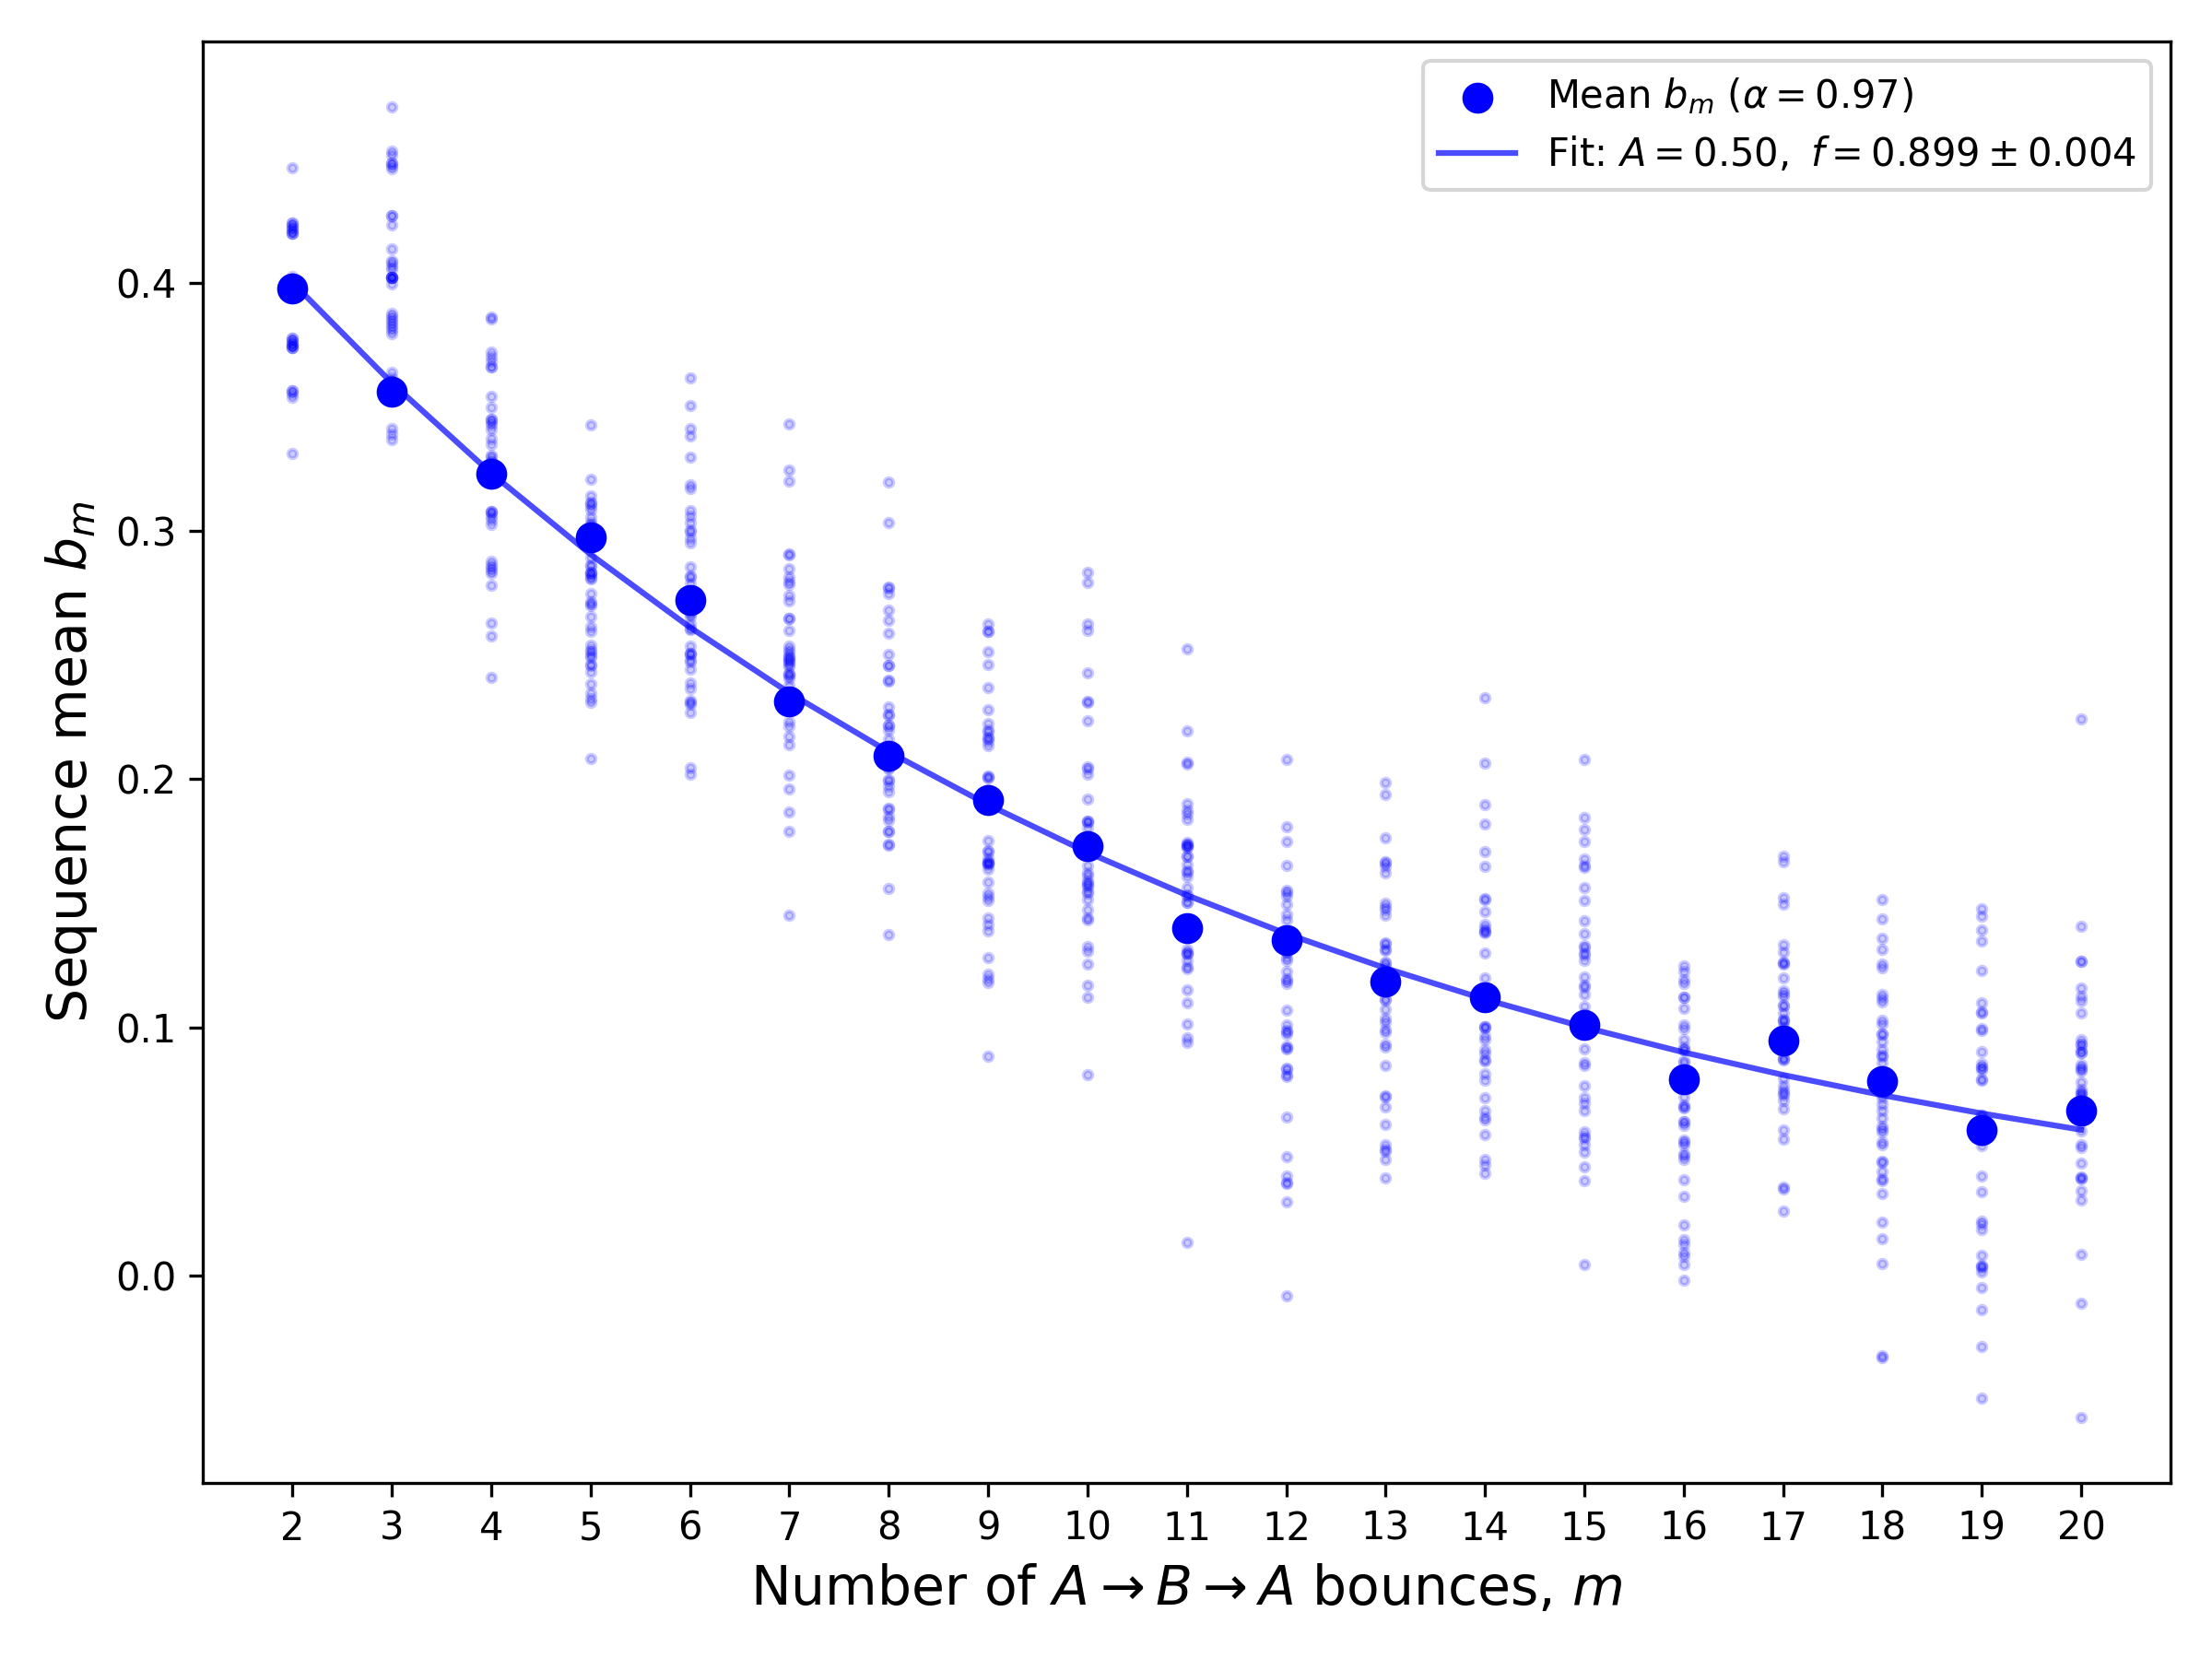 Mean b_m (α = 0.97)
Fit: A = 0.50, f = 0.899 ± 0.004
Sequence mean b_m
0.4
0.3
0.2
0.1
0.0
2 3 4 5 6 7 8 9 10 11 12 13 14 15 16 17 18 19 20
Number of A→B→A bounces, m